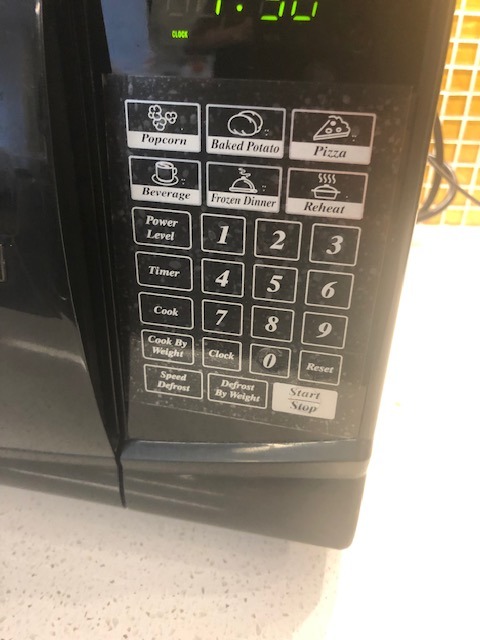 CLOCK
Popcorn Baked Potato Pizza
Beverage Frozen Dinner Reheat
Power
Level
1 2 3
Timer 4 5 6
Cook 7 8 9
Cook By
Weight
Clock 0 Reset
Speed
Defrost
Defrost
By Weight
Start
Stop